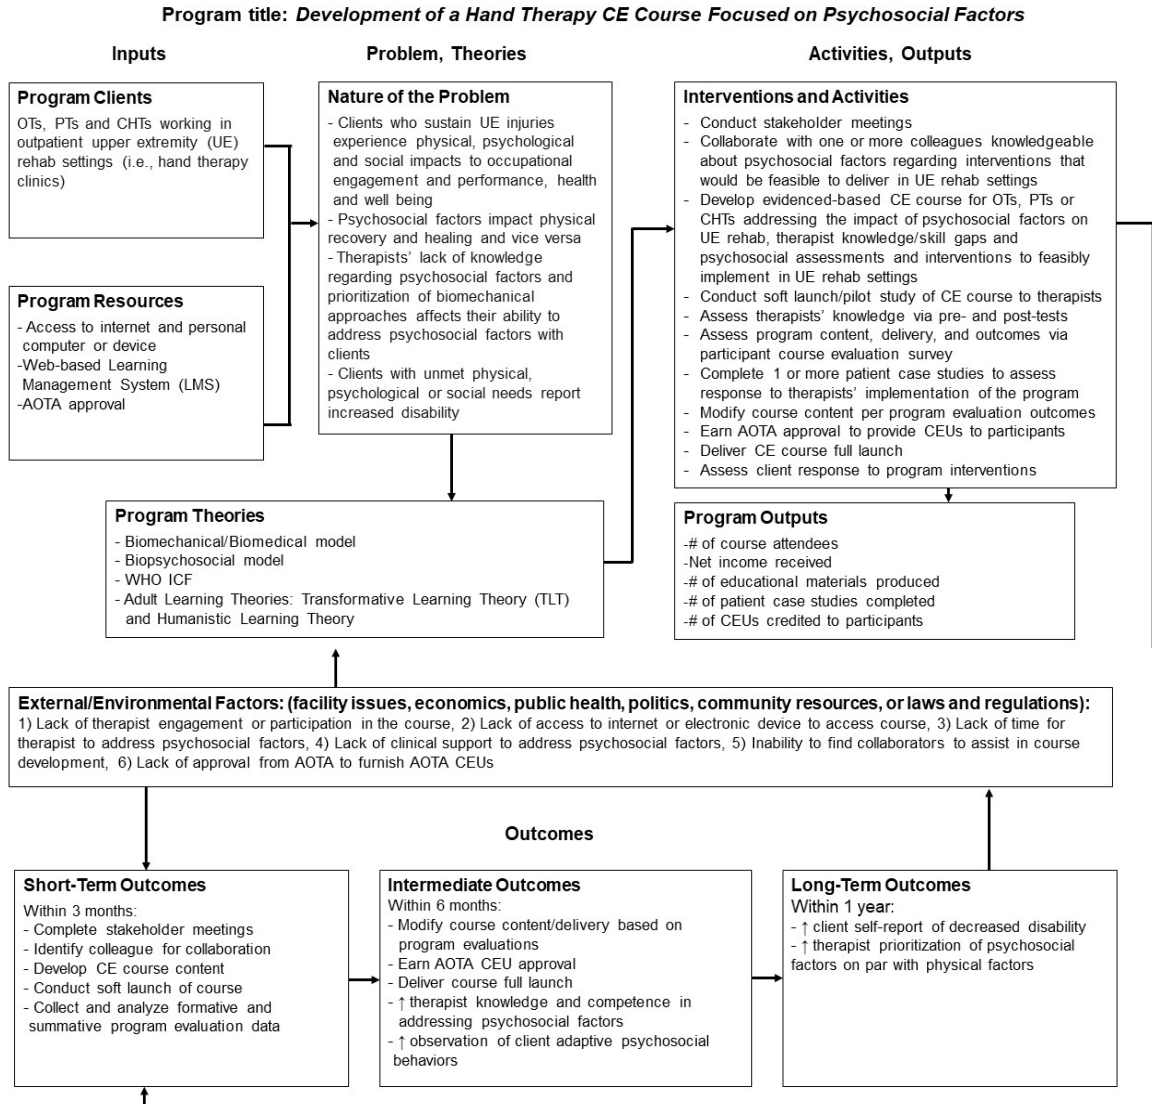 Program title: Development of a Hand Therapy CE Course Focused on Psychosocial Factors
Inputs
Problem, Theories
Activities, Outputs
Program Clients
OTs, PTs and CHTs working in
outpatient upper extremity (UE)
rehab settings (i.e., hand therapy
clinics)
Program Resources
- Access to internet and personal
computer or device
-Web-based Learning
Management System (LMS)
-AOTA approval
Nature of the Problem
- Clients who sustain UE injuries
experience physical, psychological
and social impacts to occupational
engagement and performance, health
and well being
- Psychosocial factors impact physical
recovery and healing and vice versa
- Therapists' lack of knowledge
regarding psychosocial factors and
prioritization of biomechanical
approaches affects their ability to
address psychosocial factors with
clients
- Clients with unmet physical,
psychological or social needs report
increased disability
Interventions and Activities
- Conduct stakeholder meetings
- Collaborate with one or more colleagues knowledgeable
about psychosocial factors regarding interventions that
would be feasible to deliver in UE rehab settings
- Develop evidenced-based CE course for OTs, PTs or
CHTs addressing the impact of psychosocial factors on
UE rehab, therapist knowledge/skill gaps and
psychosocial assessments and interventions to feasibly
implement in UE rehab settings
- Conduct soft launch/pilot study of CE course to therapists
- Assess therapists' knowledge via pre- and post-tests
- Assess program content, delivery, and outcomes via
participant course evaluation survey
- Complete 1 or more patient case studies to assess
response to therapists' implementation of the program
- Modify course content per program evaluation outcomes
- Earn AOTA approval to provide CEUs to participants
- Deliver CE course full launch
- Assess client response to program interventions
Program Theories
- Biomechanical/Biomedical model
- Biopsychosocial model
- WHO ICF
- Adult Learning Theories: Transformative Learning Theory (TLT)
and Humanistic Learning Theory
Program Outputs
-# of course attendees
-Net income received
-# of educational materials produced
-# of patient case studies completed
-# of CEUs credited to participants
External/Environmental Factors: (facility issues, economics, public health, politics, community resources, or laws and regulations):
1) Lack of therapist engagement or participation in the course, 2) Lack of access to internet or electronic device to access course, 3) Lack of time for
therapist to address psychosocial factors, 4) Lack of clinical support to address psychosocial factors, 5) Inability to find collaborators to assist in course
development, 6) Lack of approval from AOTA to furnish AOTA CEUs
Outcomes
Short-Term Outcomes
Within 3 months:
- Complete stakeholder meetings
- Identify colleague for collaboration
- Develop CE course content
- Conduct soft launch of course
- Collect and analyze formative and
summative program evaluation data
Intermediate Outcomes
Within 6 months:
- Modify course content/delivery based on
program evaluations
- Earn AOTA CEU approval
- Deliver course full launch
- ↑ therapist knowledge and competence in
addressing psychosocial factors
- ↑ observation of client adaptive psychosocial
behaviors
Long-Term Outcomes
Within 1 year:
- ↑ client self-report of decreased disability
- ↑ therapist prioritization of psychosocial
factors on par with physical factors